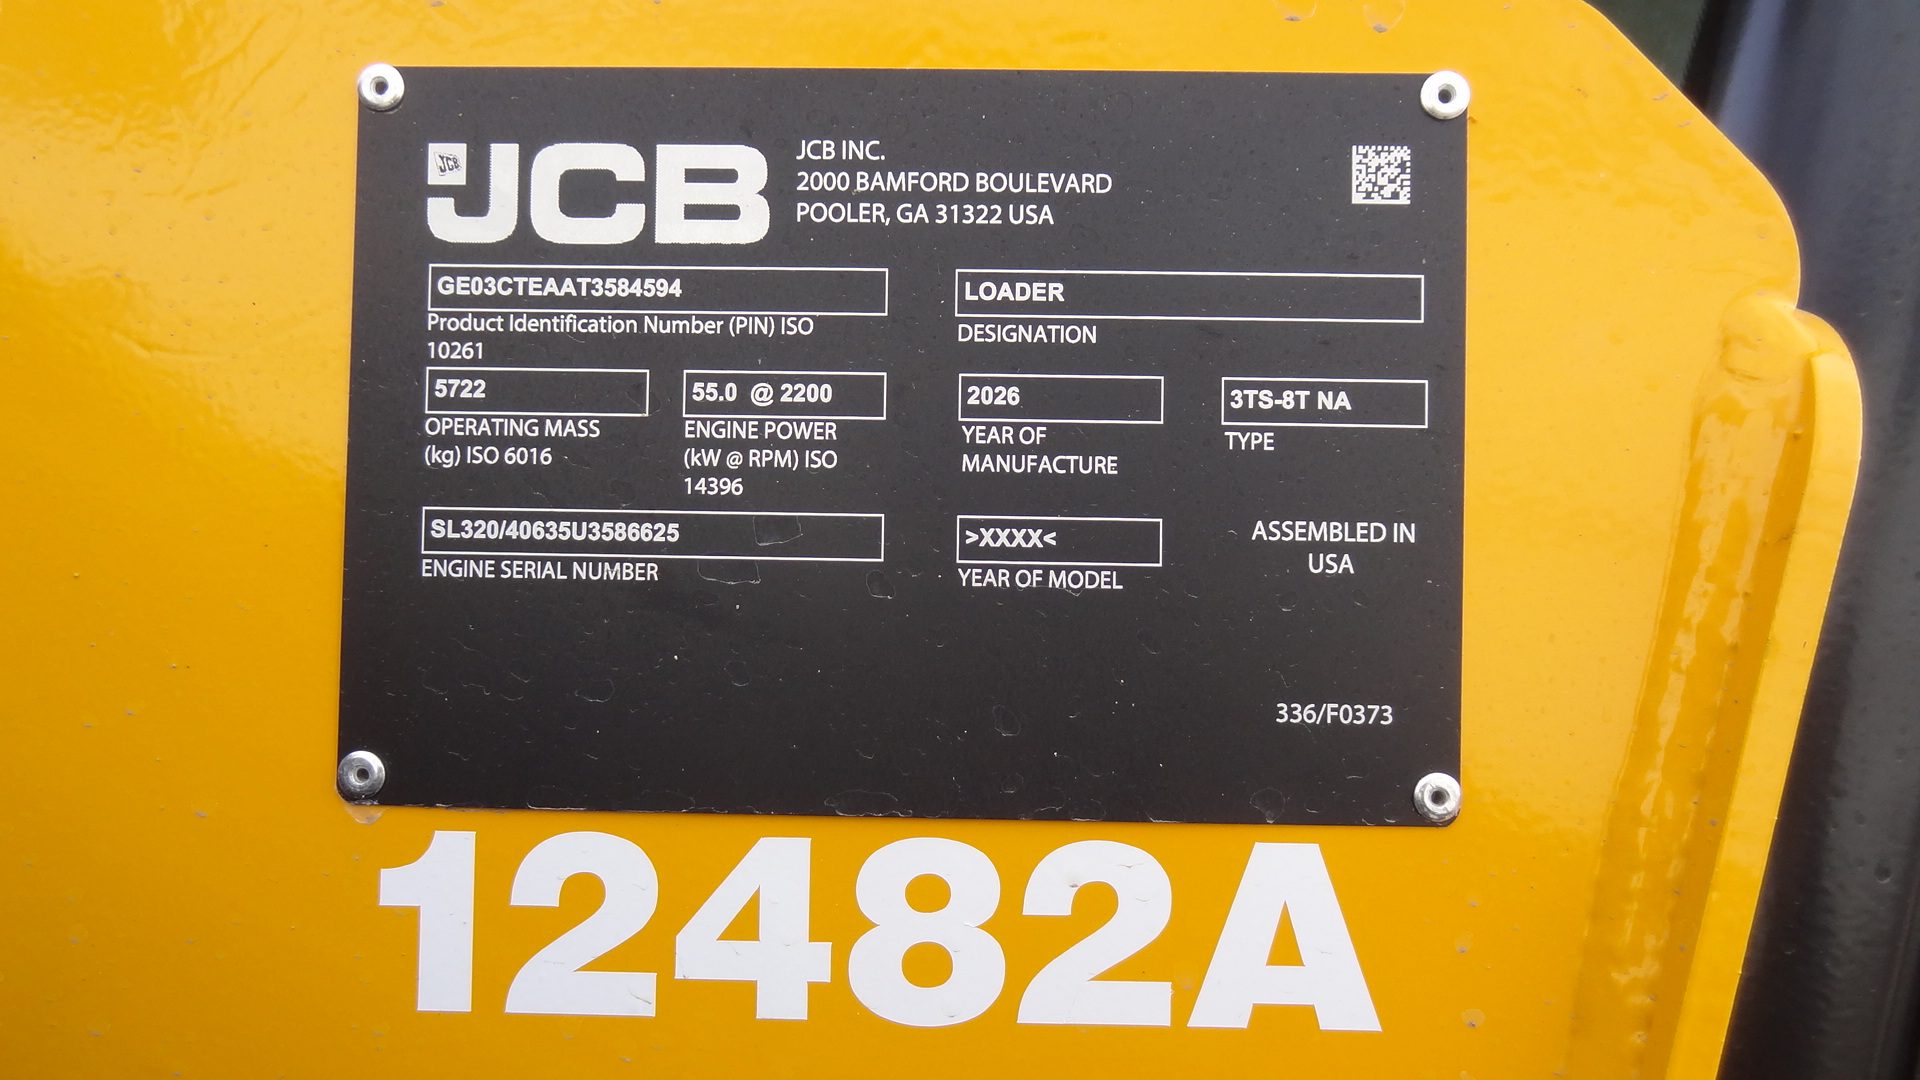 JCB
JCB
JCB INC.
2000 BAMFORD BOULEVARD
POOLER, GA 31322 USA
GE03CTEAAT3584594
Product Identification Number (PIN) ISO
10261
LOADER
DESIGNATION
5722
OPERATING MASS
(kg) ISO 6016
55.0 @ 2200
ENGINE POWER
(kW @ RPM) ISO
14396
2026
YEAR OF
MANUFACTURE
3TS-8T NA
TYPE
SL320/40635U3586625
ENGINE SERIAL NUMBER
>XXXX<
YEAR OF MODEL
ASSEMBLED IN
USA
336/F0373
12482A